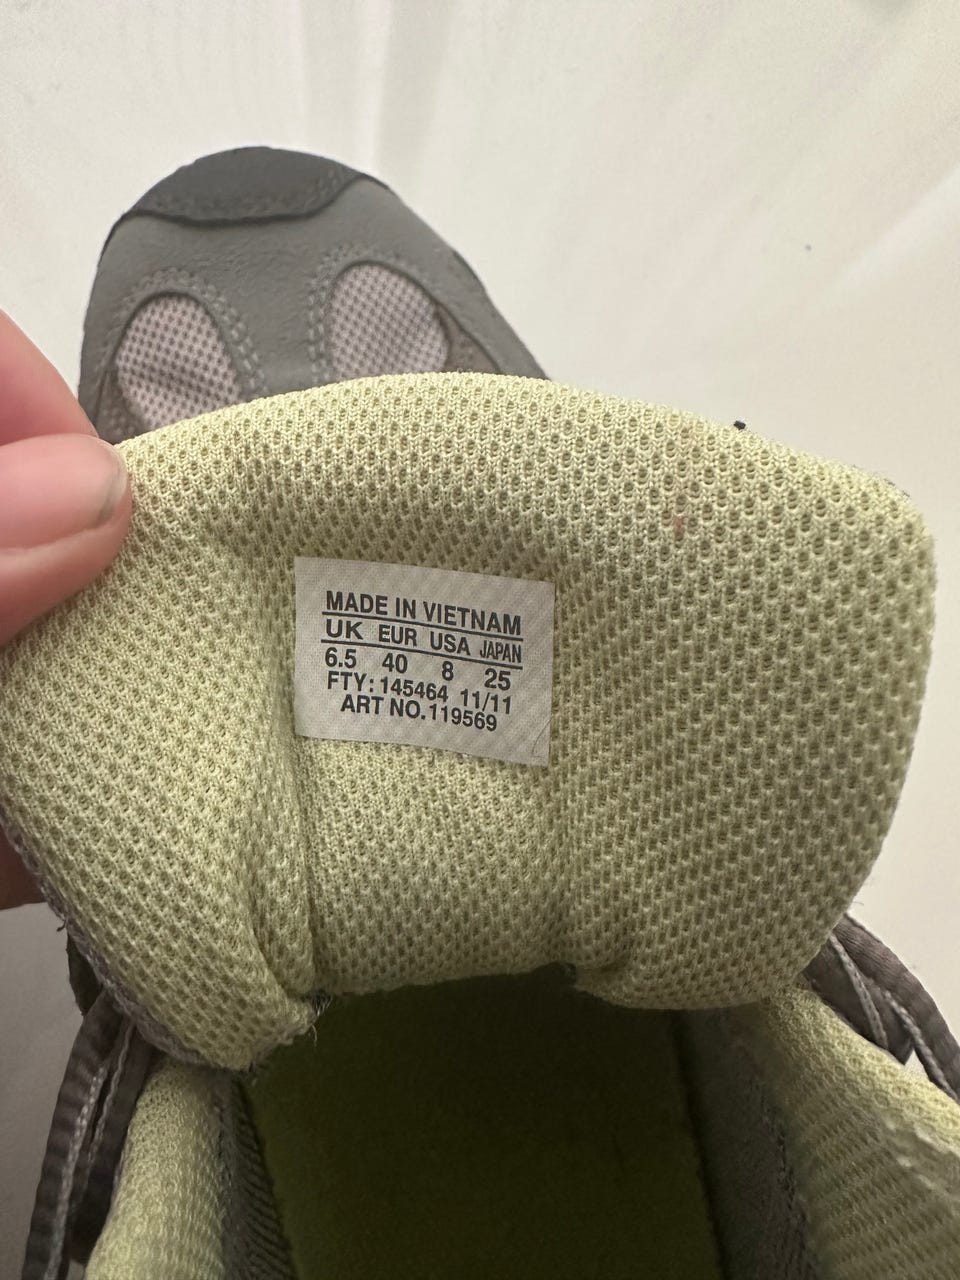 MADE IN VIETNAM
UK EUR USA JAPAN
6.5 40 8 25
FTY: 145464 11/11
ART NO.119569